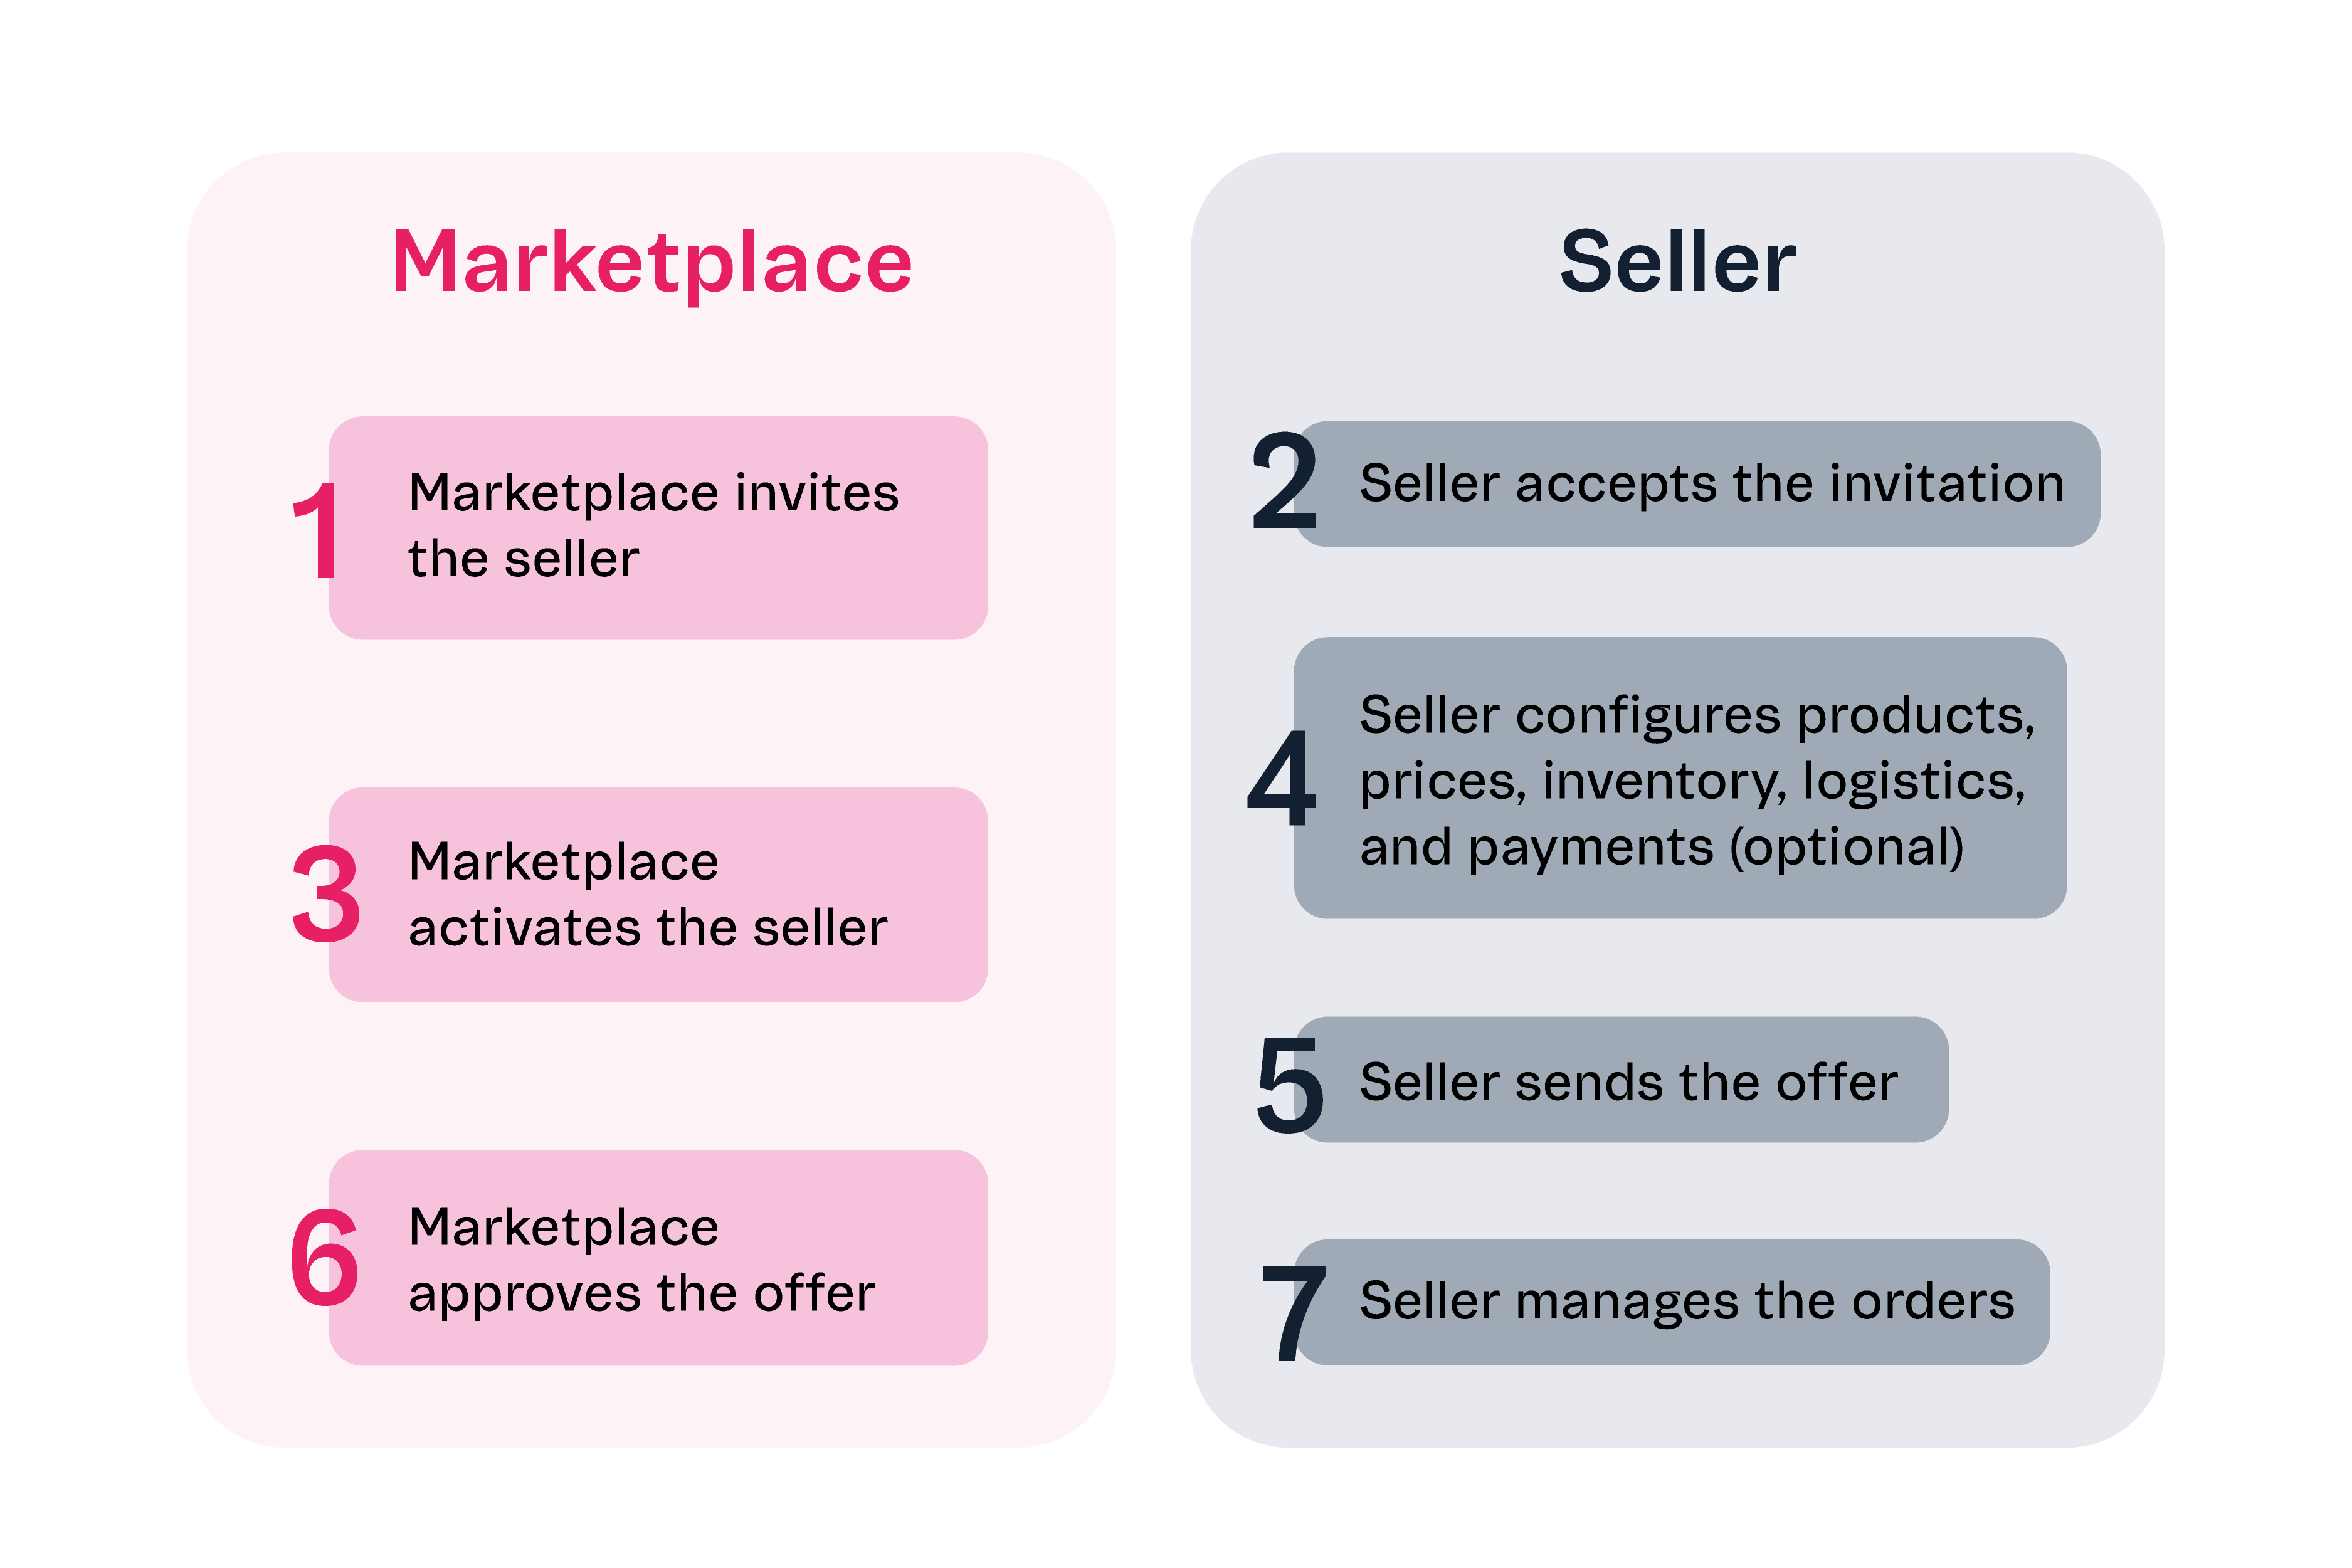 Marketplace
1
Marketplace invites
the seller
3
Marketplace
activates the seller
6
Marketplace
approves the offer
Seller
2
Seller accepts the invitation
4
Seller configures products,
prices, inventory, logistics,
and payments (optional)
5
Seller sends the offer
7
Seller manages the orders